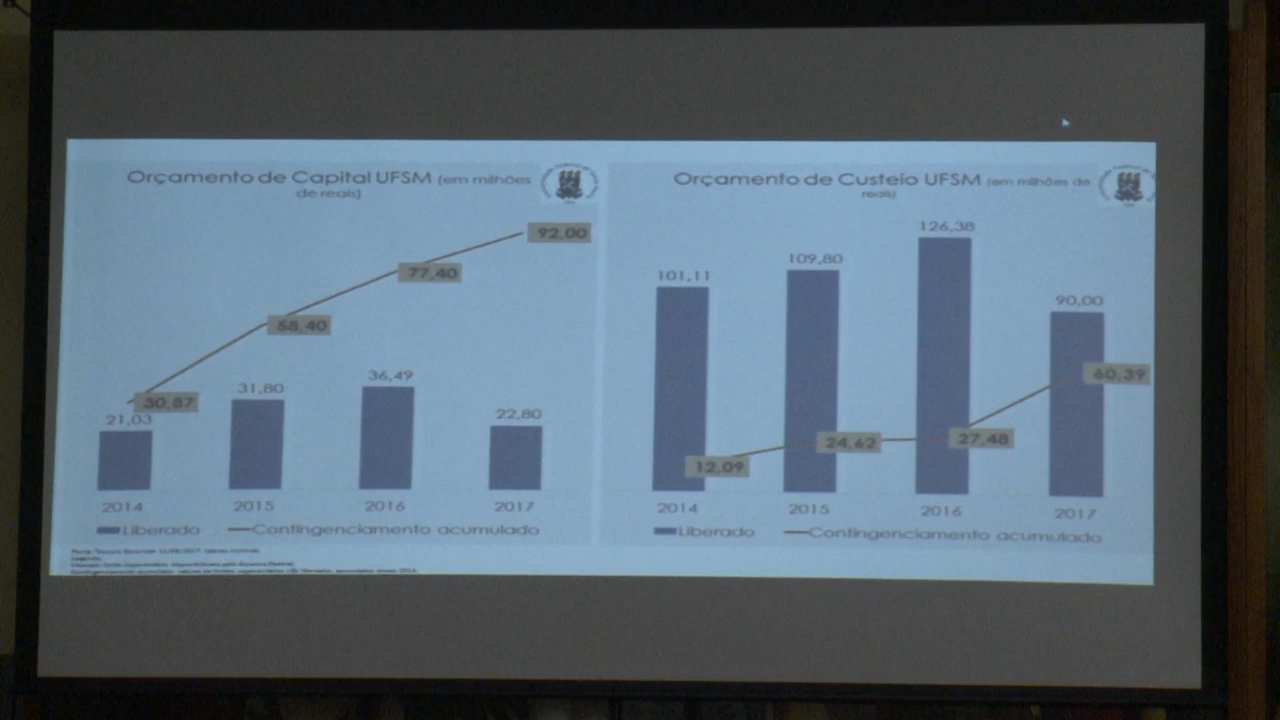 Orçamento de Capital UFSM (em milhões
de reais)
92,00
77,40
58,40
36,49
31,80
30,87
21,03
22,80
2014 2015 2016 2017
Liberado Contingenciamento acumulado
Orçamento de Custeio UFSM (em milhões de
reais)
126,38
109,80
101,11
90,00
60,39
24,62
27,48
12,09
2014 2015 2016 2017
Liberado Contingenciamento acumulado